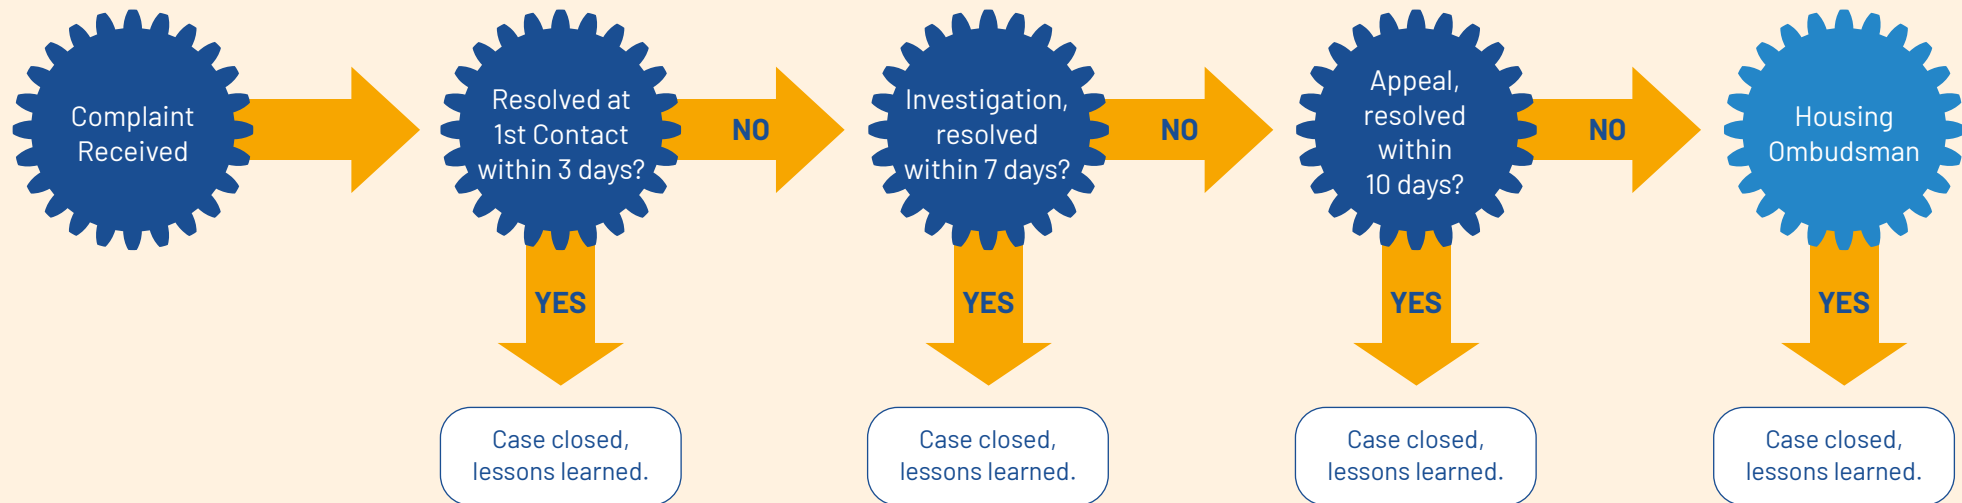 Complaint
Received
Resolved at
1st Contact
within 3 days?
NO
Investigation,
resolved
within 7 days?
NO
Appeal,
resolved
within
10 days?
NO
Housing
Ombudsman
YES
YES
YES
YES
Case closed,
lessons learned.
Case closed,
lessons learned.
Case closed,
lessons learned.
Case closed,
lessons learned.